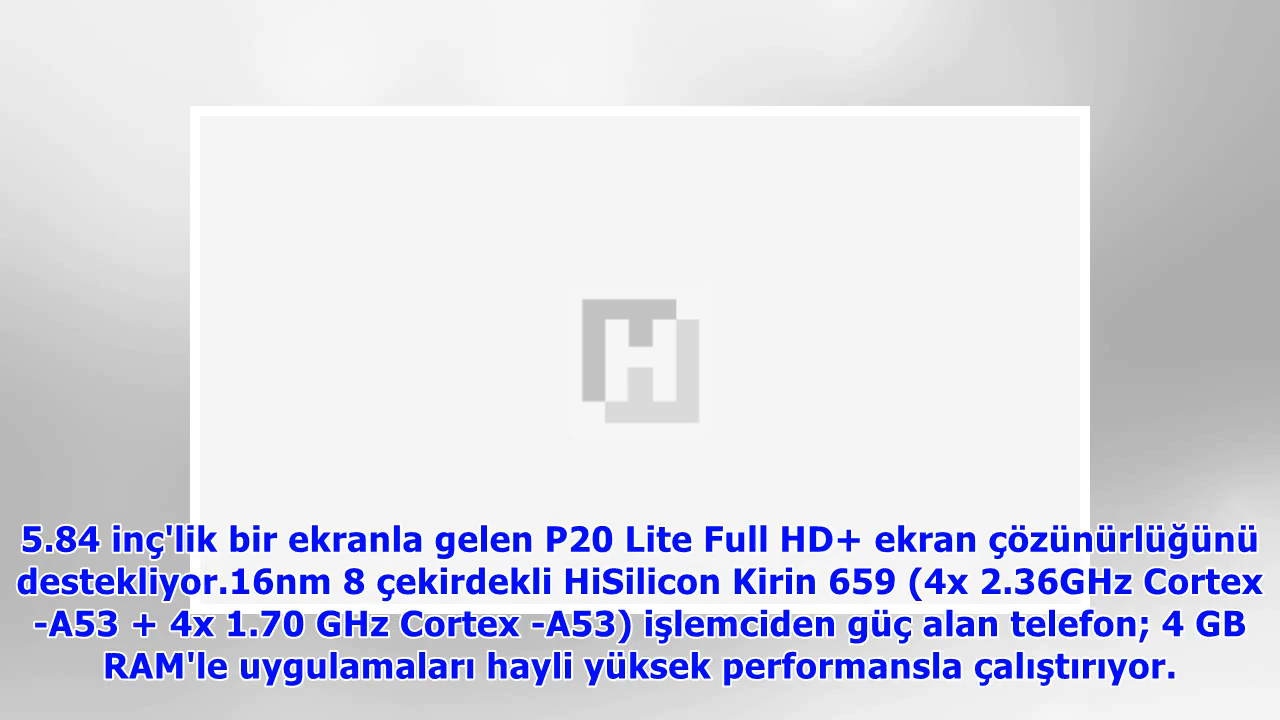 5.84 inç'lik bir ekranla gelen P20 Lite Full HD+ ekran çözünürlüğünü
destekliyor.16nm 8 çekirdekli HiSilicon Kirin 659 (4x 2.36GHz Cortex
-A53 + 4x 1.70 GHz Cortex -A53) işlemciden güç alan telefon; 4 GB
RAM'le uygulamaları hayli yüksek performansla çalıştırıyor.